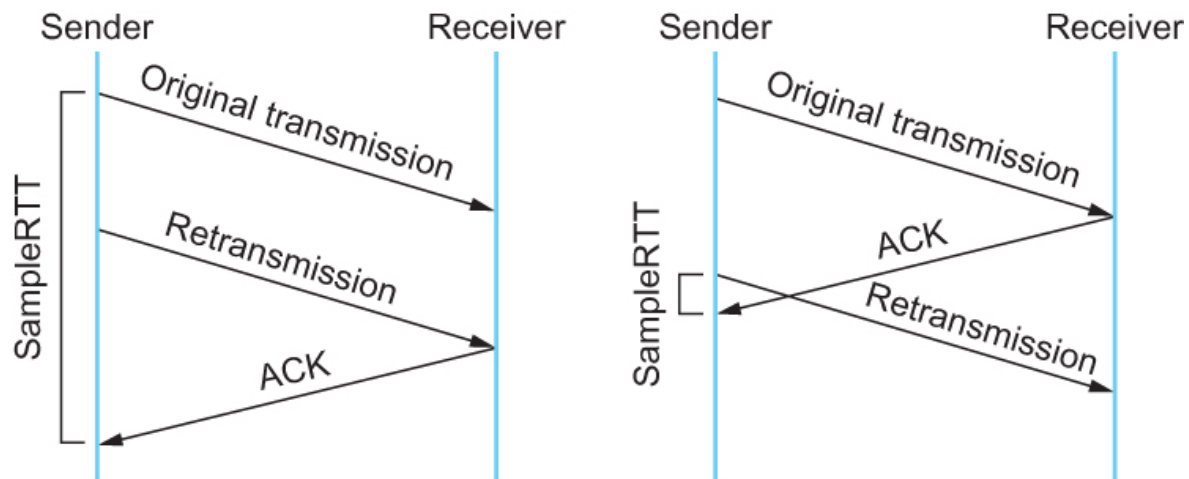 Sender
Receiver
Original transmission
Retransmission
ACK
SampleRTT
Sender
Receiver
Original transmission
ACK
Retransmission
SampleRTT